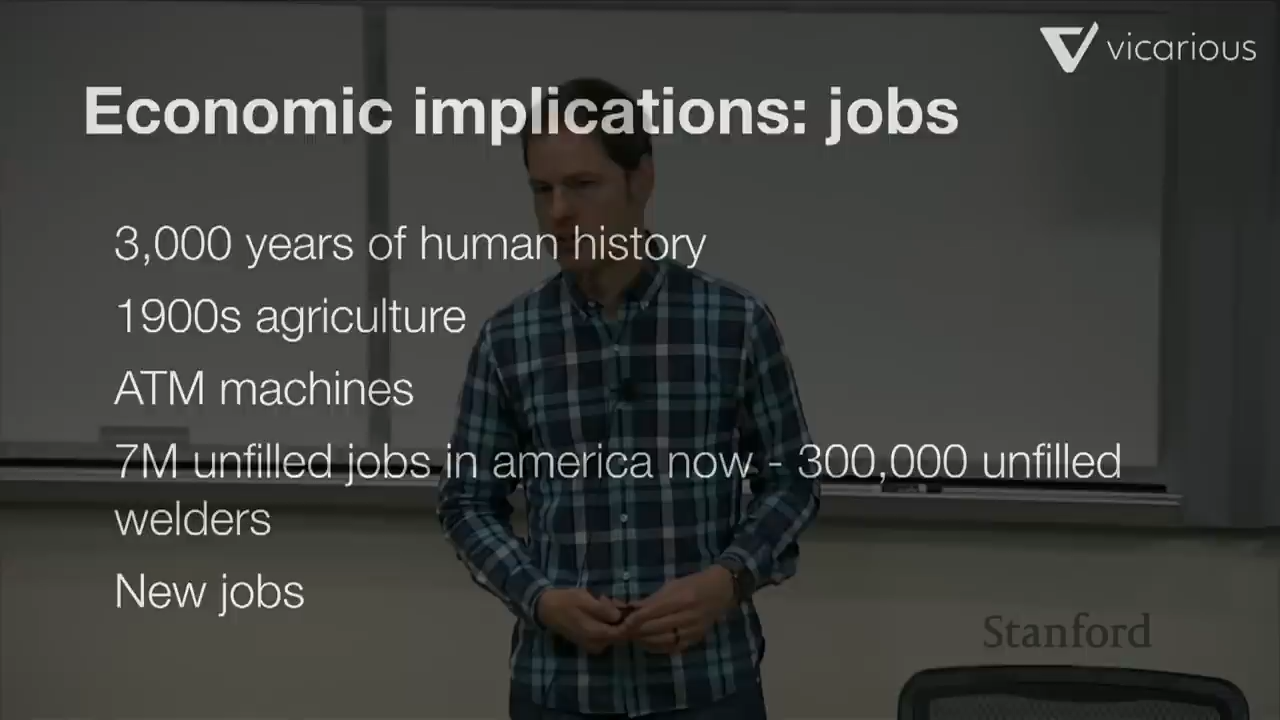 vicarious
Economic implications: jobs
3,000 years of human history
1900s agriculture
ATM machines
7M unfilled jobs in america now - 300,000 unfilled
welders
New jobs
Stanford